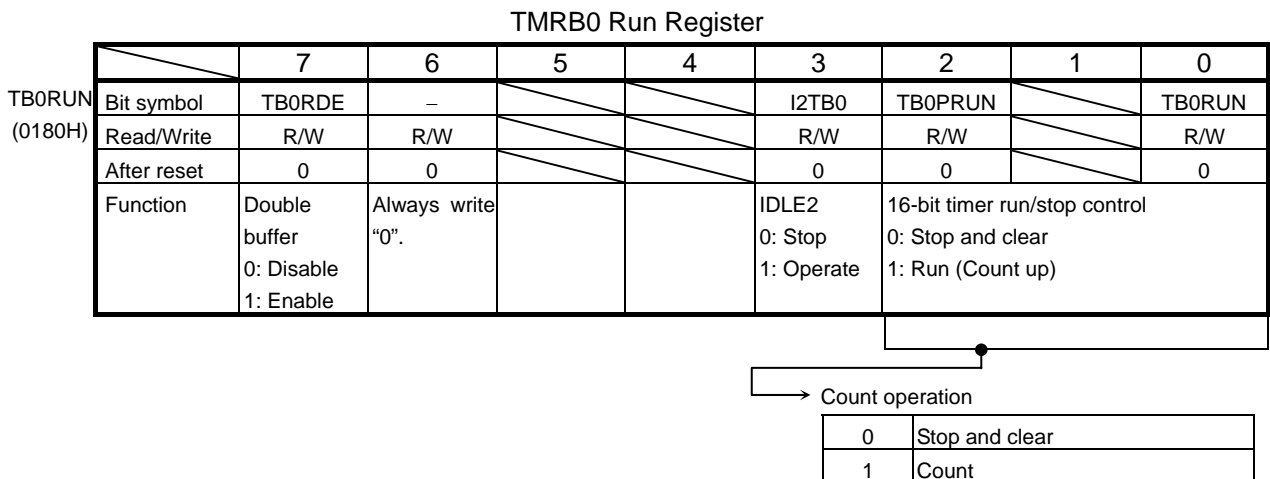 TMRB0 Run Register
7 6 5 4 3 2 1 0
TB0RUN Bit symbol TB0RDE − I2TB0 TB0PRUN TB0RUN
(0180H) Read/Write R/W R/W R/W R/W R/W
After reset 0 0 0 0 0
Function Double Always write IDLE2 16-bit timer run/stop control
buffer “0”. 0: Stop 0: Stop and clear
0: Disable 1: Operate 1: Run (Count up)
1: Enable
Count operation
0 Stop and clear
1 Count